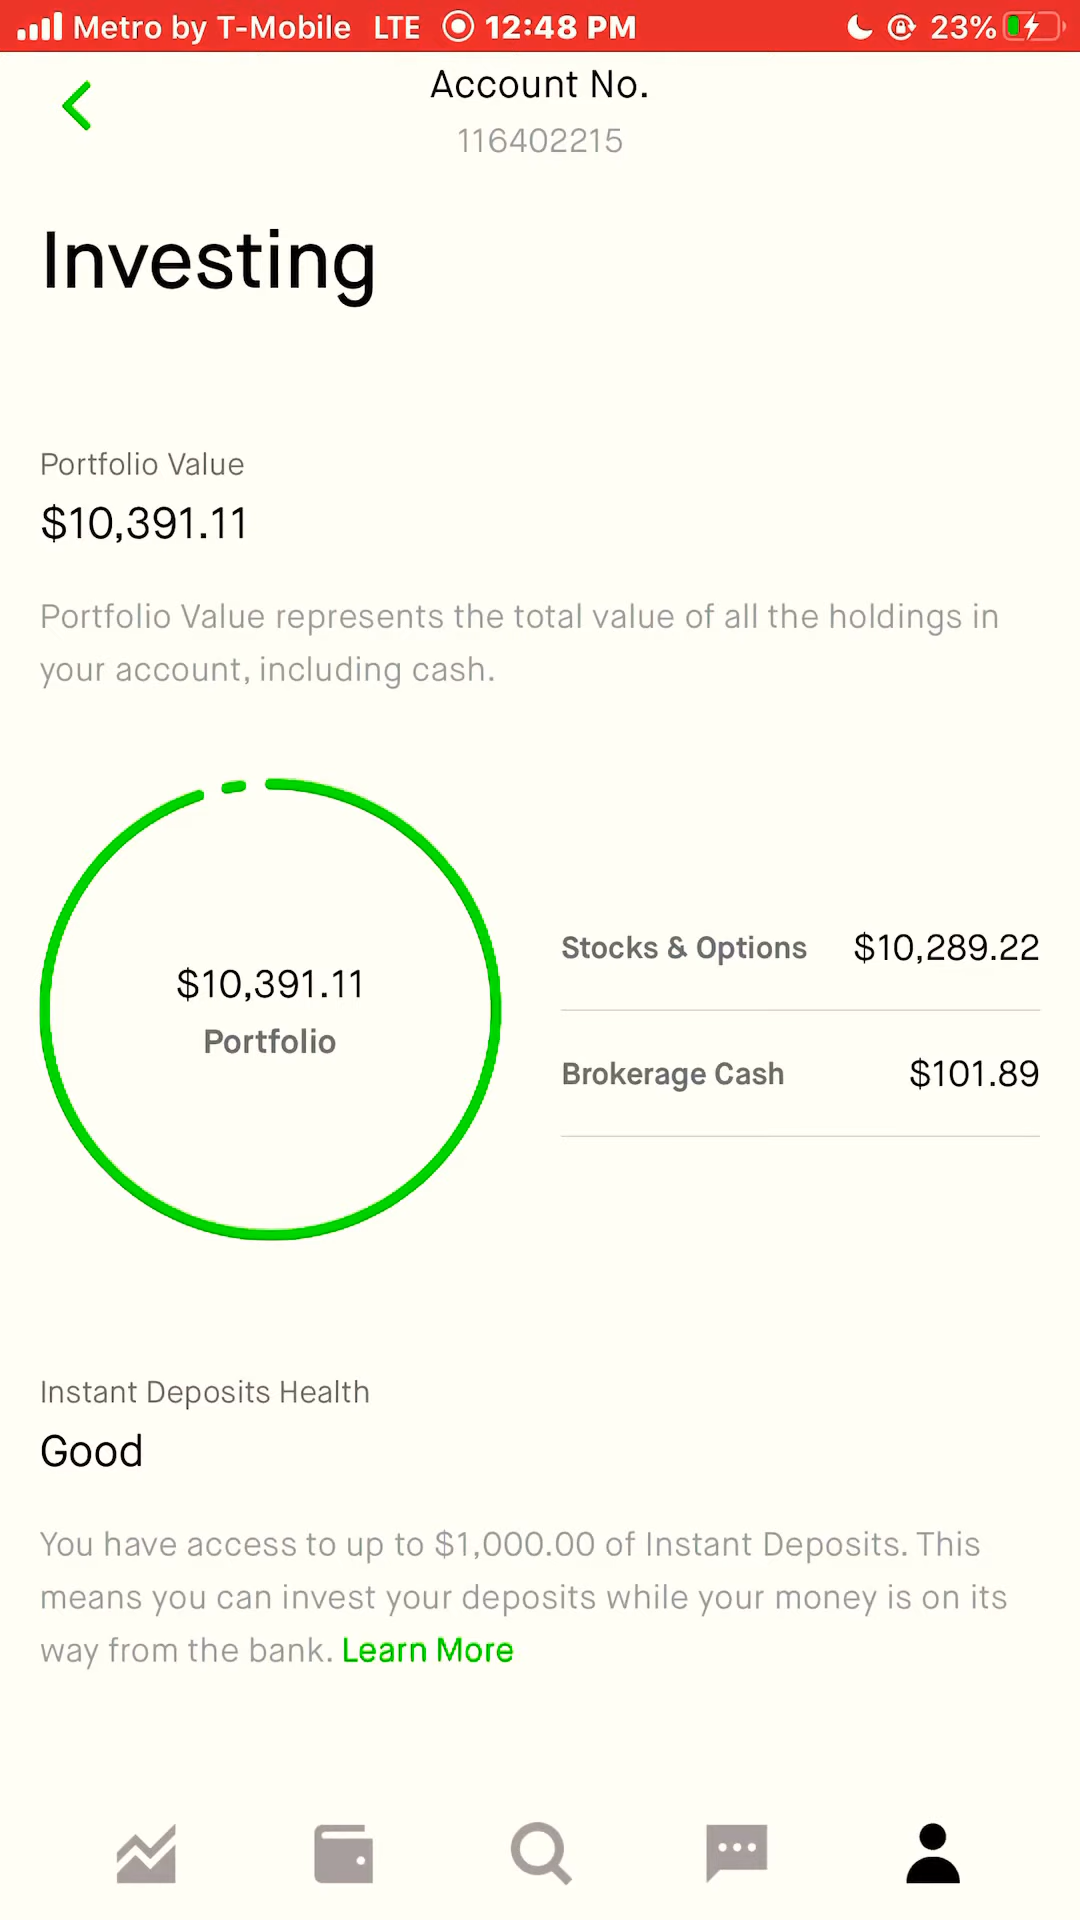 Metro by T-Mobile LTE 12:48 PM 23%
Account No.
116402215
Investing
Portfolio Value
$10,391.11
Portfolio Value represents the total value of all the holdings in
your account, including cash.
$10,391.11
Portfolio
Stocks & Options $10,289.22
Brokerage Cash $101.89
Instant Deposits Health
Good
You have access to up to $1,000.00 of Instant Deposits. This
means you can invest your deposits while your money is on its
way from the bank. Learn More